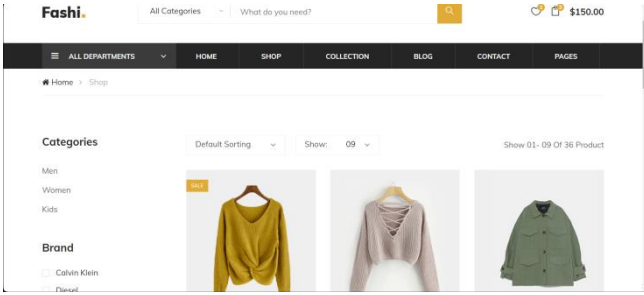 Fashi.
All Categories
What do you need?
$150.00
ALL DEPARTMENTS
HOME
SHOP
COLLECTION
BLOG
CONTACT
PAGES
Home > Shop
Categories
Default Sorting
Show: 09
Show 01- 09 Of 36 Product
Men
Women
Kids
SALE
Brand
Calvin Klein
Diesel